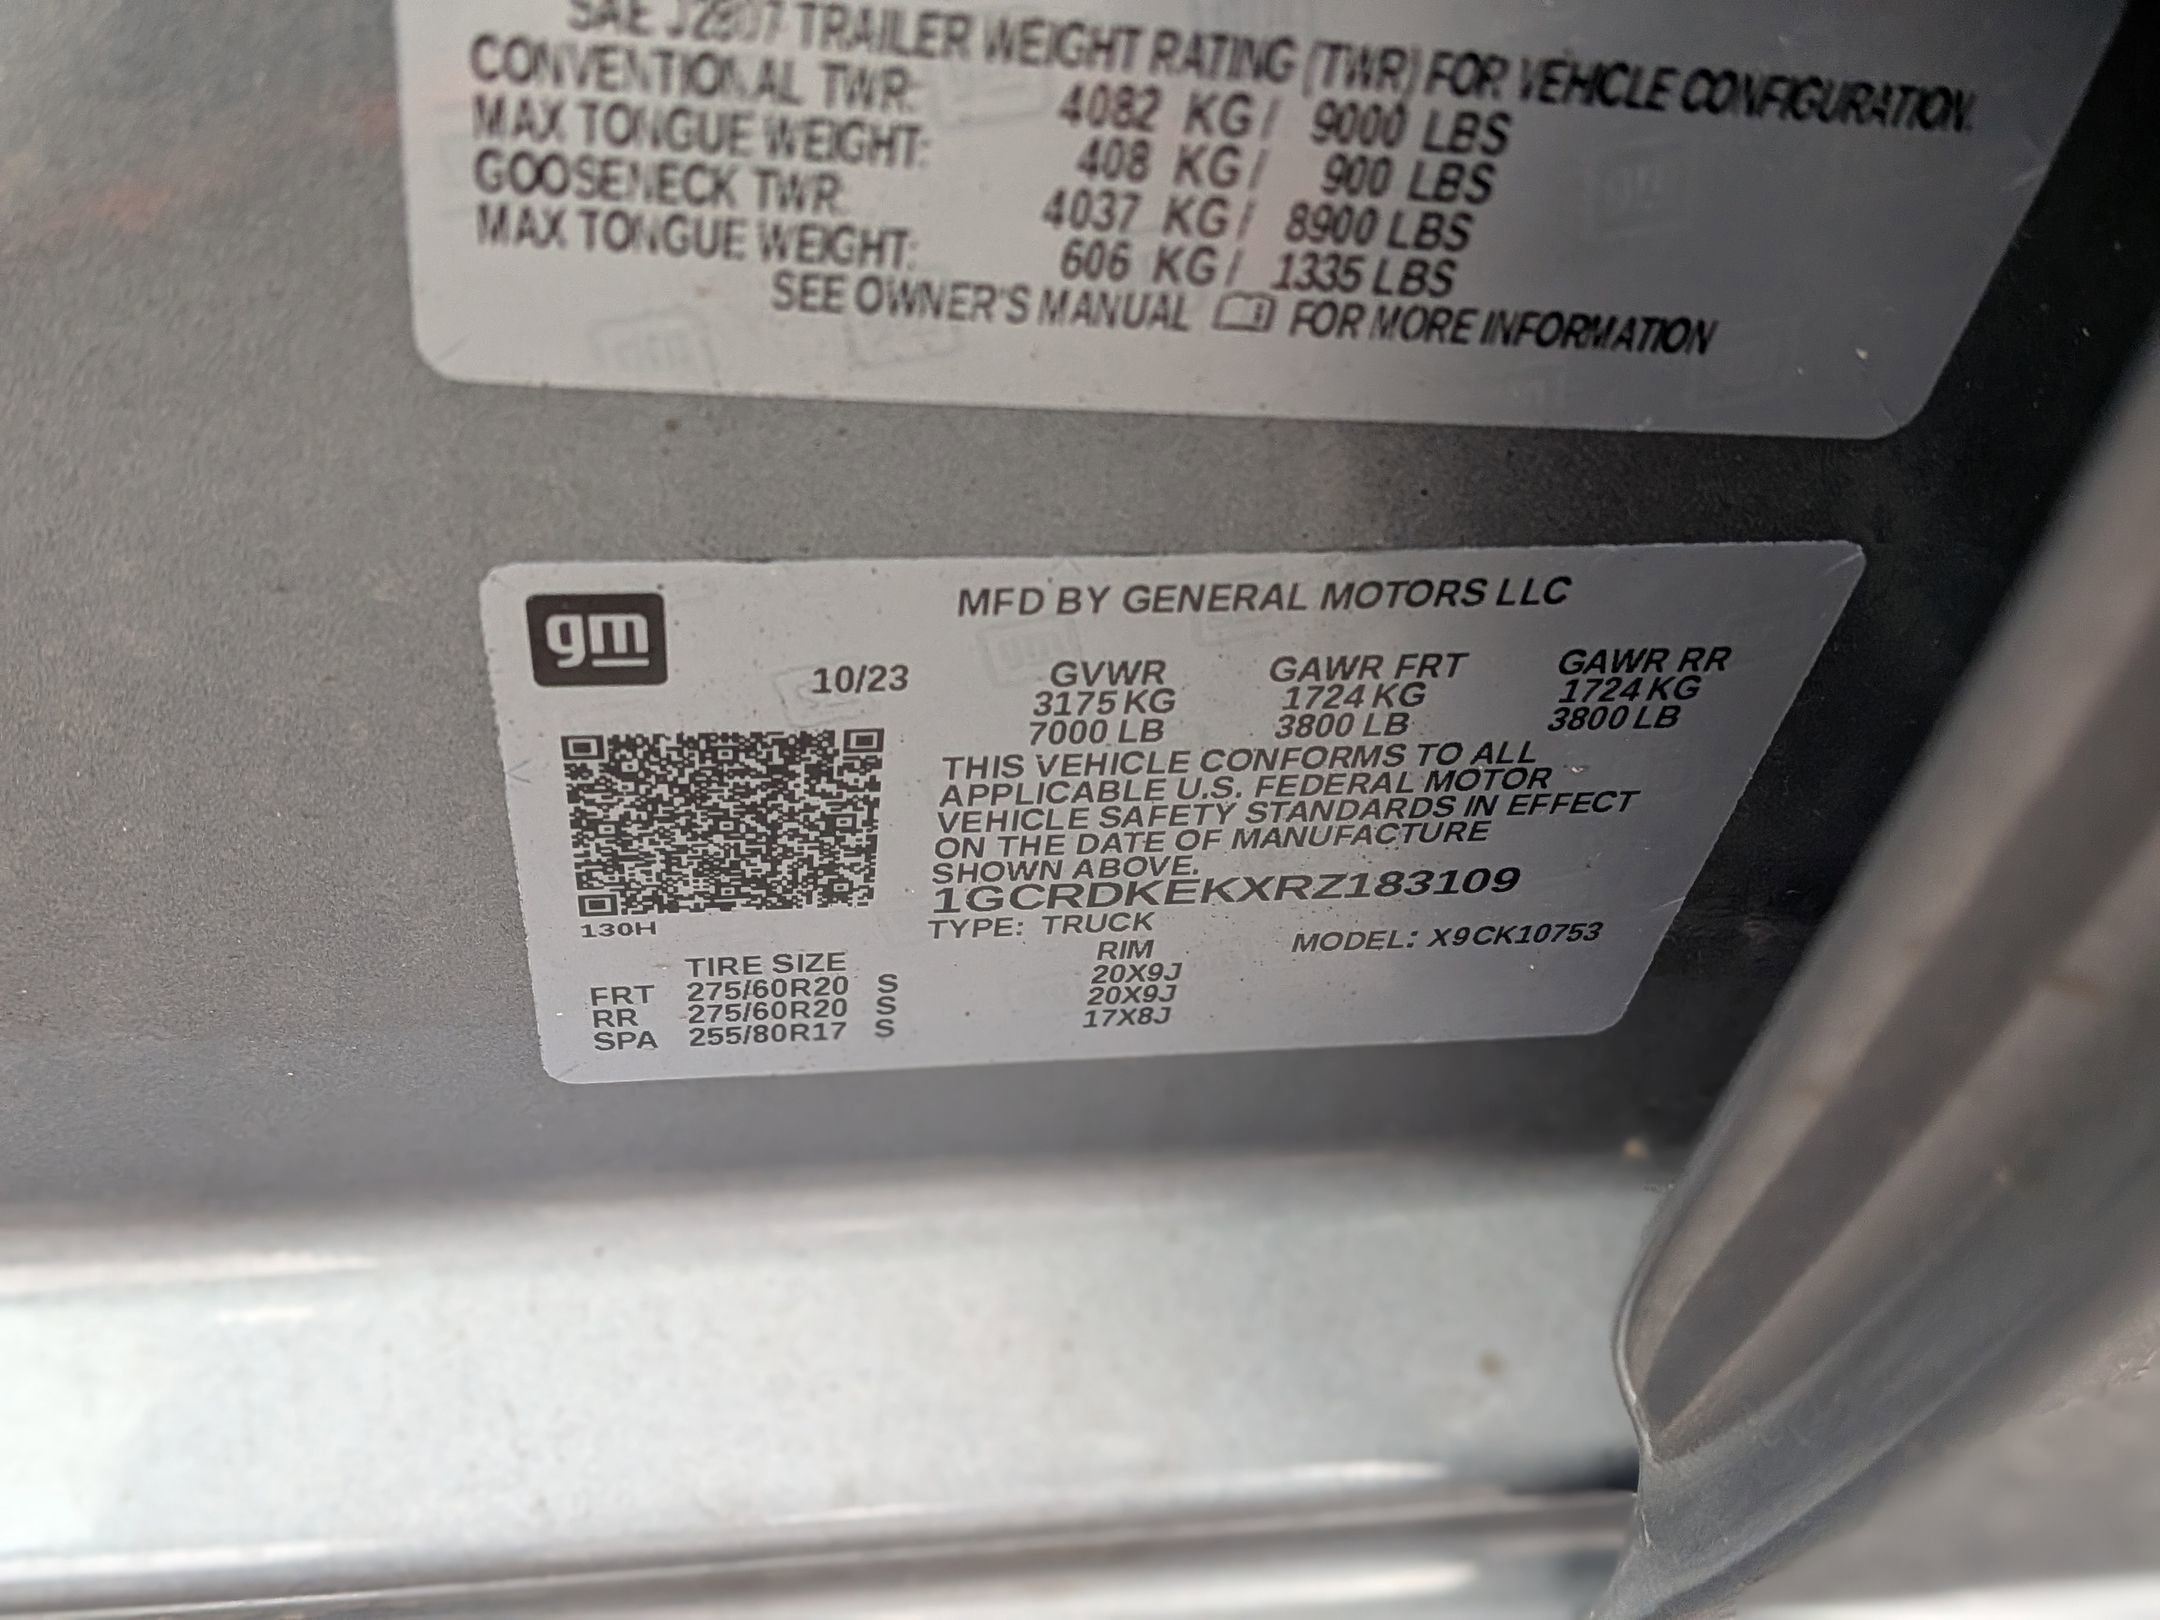 SAE J2807 TRAILER WEIGHT RATING (TWR) FOR VEHICLE CONFIGURATION.
CONVENTIONAL TWR: 4082 KG / 9000 LBS
MAX TONGUE WEIGHT: 408 KG / 900 LBS
GOOSENECK TWR: 4037 KG / 8900 LBS
MAX TONGUE WEIGHT: 606 KG / 1335 LBS
SEE OWNER'S MANUAL FOR MORE INFORMATION
gm
MFD BY GENERAL MOTORS LLC
10/23 GVWR GAWR FRT GAWR RR
3175 KG 1724 KG 1724 KG
7000 LB 3800 LB 3800 LB
THIS VEHICLE CONFORMS TO ALL
APPLICABLE U.S. FEDERAL MOTOR
VEHICLE SAFETY STANDARDS IN EFFECT
ON THE DATE OF MANUFACTURE
SHOWN ABOVE.
1GCRDKEKXRZ183109
130H
TYPE: TRUCK MODEL: X9CK10753
TIRE SIZE RIM
FRT 275/60R20 S 20X9J
RR 275/60R20 S 20X9J
SPA 255/80R17 S 17X8J